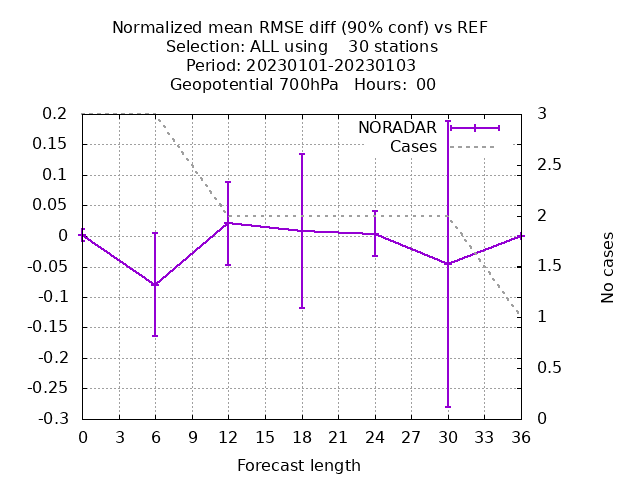 Normalized mean RMSE diff (90% conf) vs REF
Selection: ALL using    30 stations
Period: 20230101-20230103
Geopotential 700hPa   Hours:  00
NORADAR
Cases
0.2
0.15
0.1
0.05
0
-0.05
-0.1
-0.15
-0.2
-0.25
-0.3
3
2.5
2
1.5
1
0.5
0
No cases
0 3 6 9 12 15 18 21 24 27 30 33 36
Forecast length